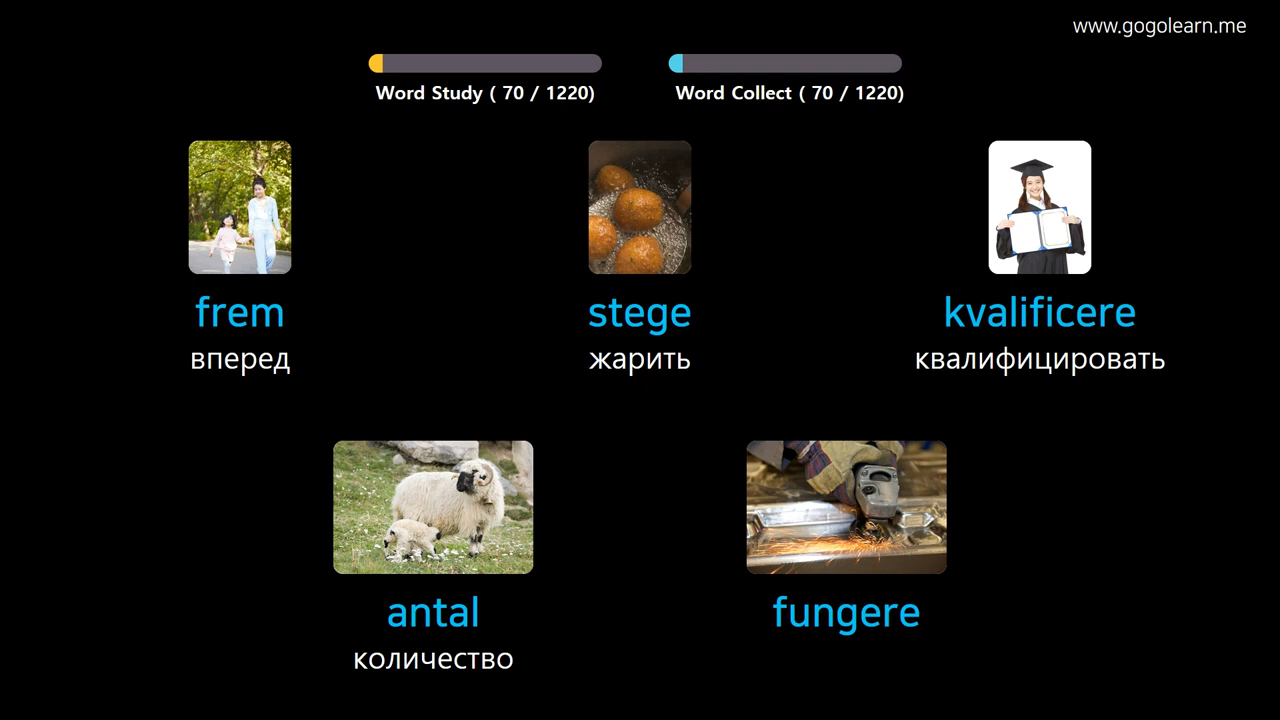 www.gogolearn.me
Word Study ( 70 / 1220)
Word Collect ( 70 / 1220)
frem
вперед
stege
жарить
kvalificere
квалифицировать
antal
количество
fungere